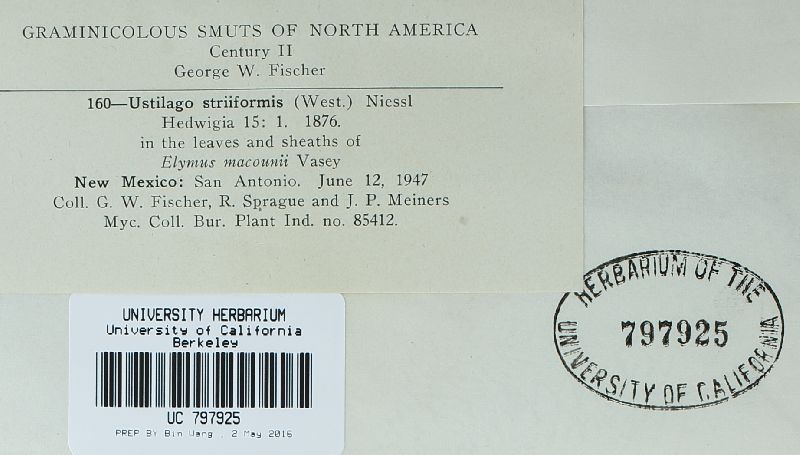 GRAMINICOLOUS SMUTS OF NORTH AMERICA
Century II
George W. Fischer
160—Ustilago striiformis (West.) Niessl
Hedwigia 15: 1. 1876.
in the leaves and sheaths of
Elymus macounii Vasey
New Mexico: San Antonio. June 12, 1947
Coll. G. W. Fischer, R. Sprague and J. P. Meiners
Myc. Coll. Bur. Plant Ind. no. 85412.
HERBARIUM OF THE
797925
UNIVERSITY OF CALIFORNIA
UNIVERSITY HERBARIUM
University of California
Berkeley
UC 797925
PREP BY Bin Wang , 2 May 2016